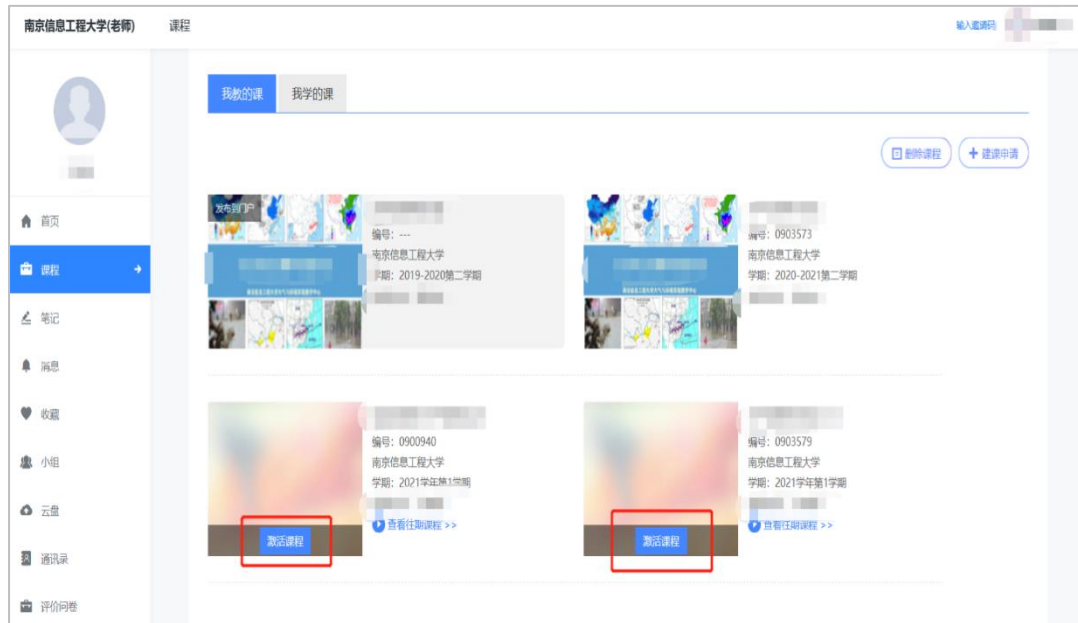 南京信息工程大学(老师)
课程
输入邀请码
我教的课
我学的课
删除课程
+ 建课申请
首页
课程
笔记
消息
收藏
小组
云盘
通讯录
评价问卷
发布到门户
编号: ---
南京信息工程大学
学期: 2019-2020第二学期
编号: 0903573
南京信息工程大学
学期: 2020-2021第二学期
编号: 0900940
南京信息工程大学
学期: 2021学年第1学期
查看往期课程 >>
激活课程
编号: 0903579
南京信息工程大学
学期: 2021学年第1学期
查看往期课程 >>
激活课程